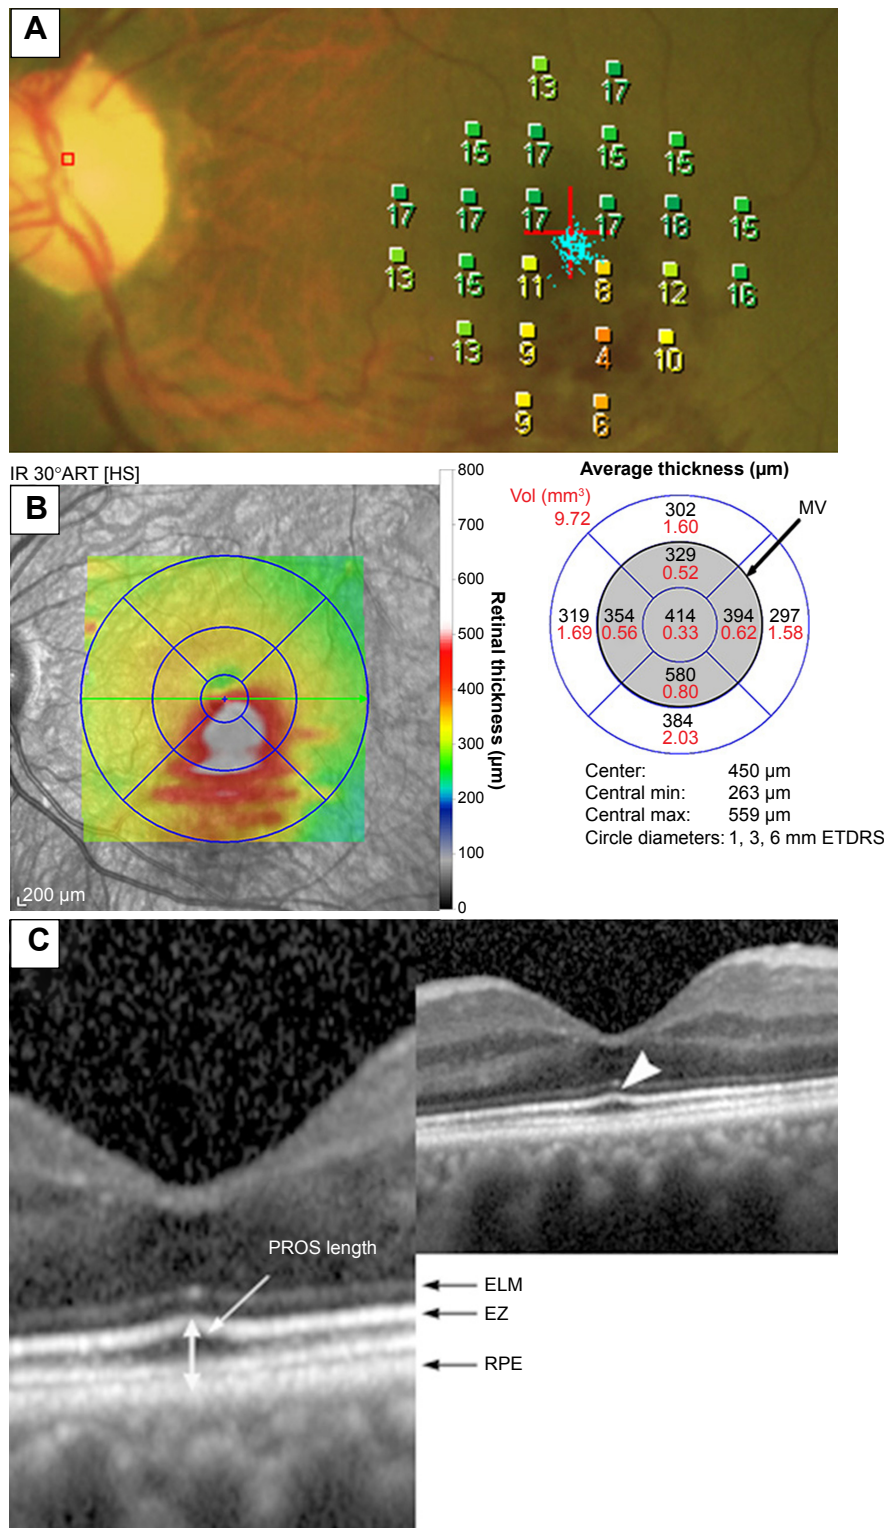 A
13 17
15 17 15 15
17 17 17 17 16 15
13 15 11 8 12 16
13 9 4 10
9 6
IR 30°ART [HS]
B
200 µm
800
700
600
500
400
300
200
100
0
Retinal thickness (µm)
Average thickness (µm)
Vol (mm³)
9.72
MV
302
1.60
329
0.52
319 354 414 394 297
1.69 0.56 0.33 0.62 1.58
580
0.80
384
2.03
Center: 450 µm
Central min: 263 µm
Central max: 559 µm
Circle diameters: 1, 3, 6 mm ETDRS
C
PROS length
ELM
EZ
RPE